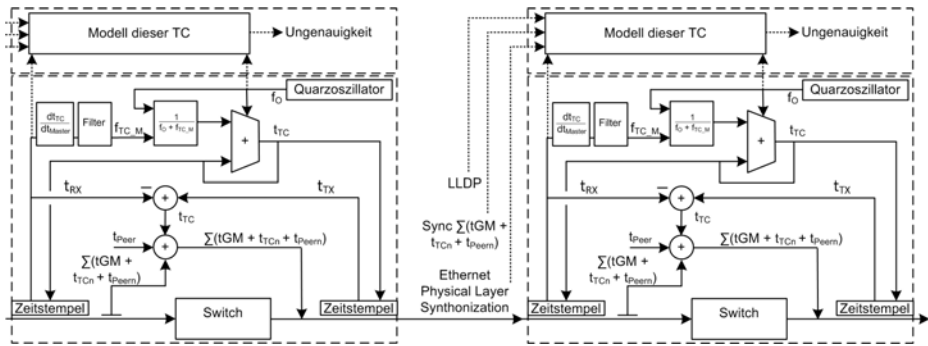 Modell dieser TC
Ungenauigkeit
Quarzoszillator
f_O
dt_TC
dt_Master
Filter
f_TC_M
1
f_O + f_TC_M
+
t_TC
t_RX
−
+
t_TX
t_TC
t_Peer
+
∑(tGM + t_TCn + t_Peern)
∑(tGM +
t_TCn + t_Peern)
Zeitstempel
Switch
Zeitstempel
LLDP
Sync ∑(tGM +
t_TCn + t_Peern)
Ethernet
Physical Layer
Synthonization
Modell dieser TC
Ungenauigkeit
Quarzoszillator
f_O
dt_TC
dt_Master
Filter
f_TC_M
1
f_O + f_TC_M
+
t_TC
t_RX
−
+
t_TX
t_TC
t_Peer
+
∑(tGM + t_TCn + t_Peern)
∑(tGM +
t_TCn + t_Peern)
Zeitstempel
Switch
Zeitstempel